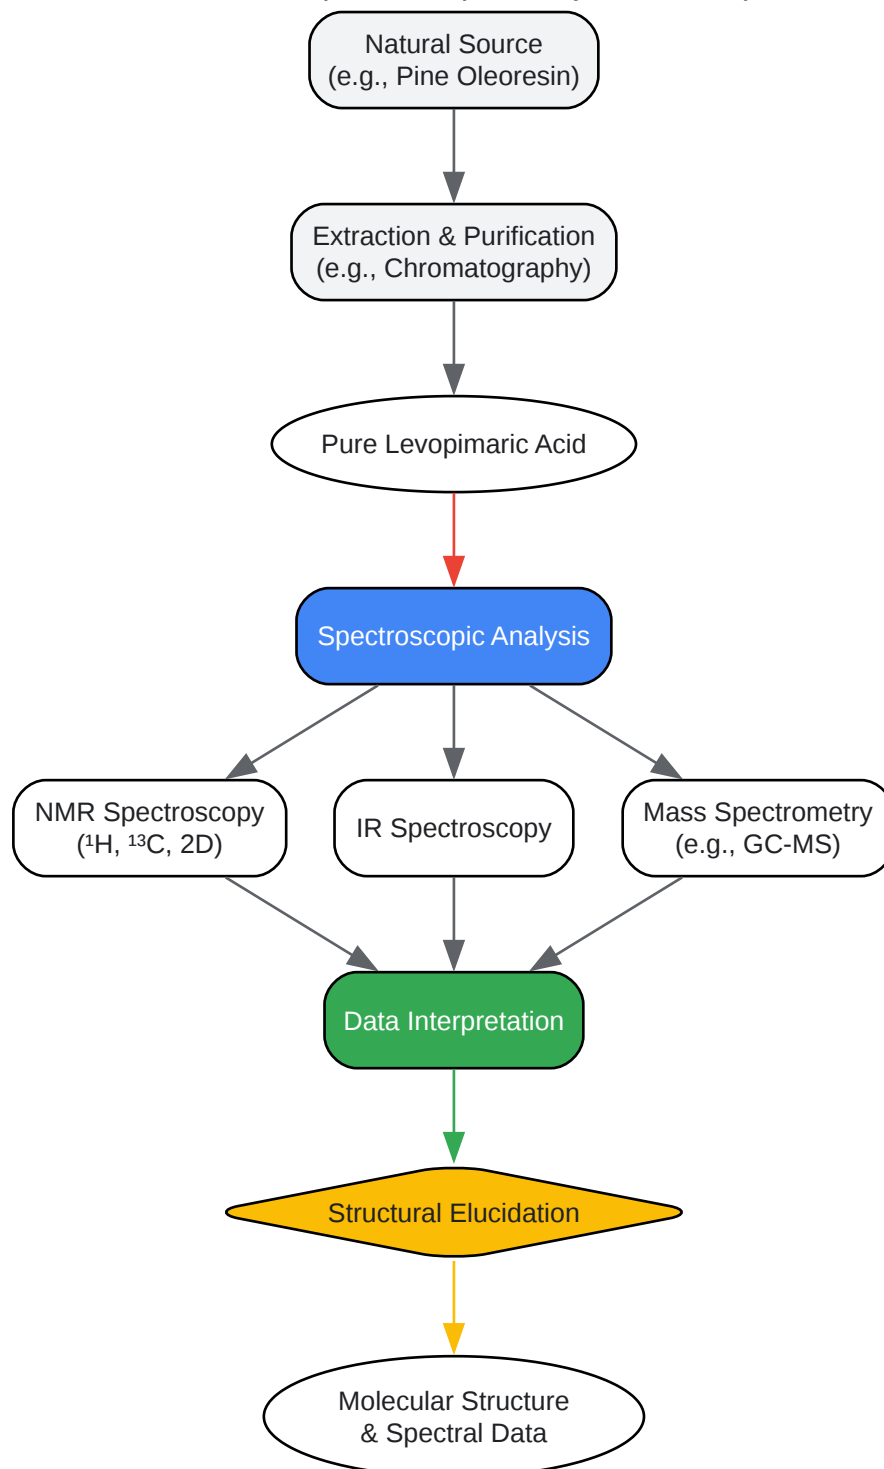 Natural Source
(e.g., Pine Oleoresin)
Extraction & Purification
(e.g., Chromatography)
Pure Levopimaric Acid
Spectroscopic Analysis
NMR Spectroscopy
(¹H, ¹³C, 2D)
IR Spectroscopy
Mass Spectrometry
(e.g., GC-MS)
Data Interpretation
Structural Elucidation
Molecular Structure
& Spectral Data